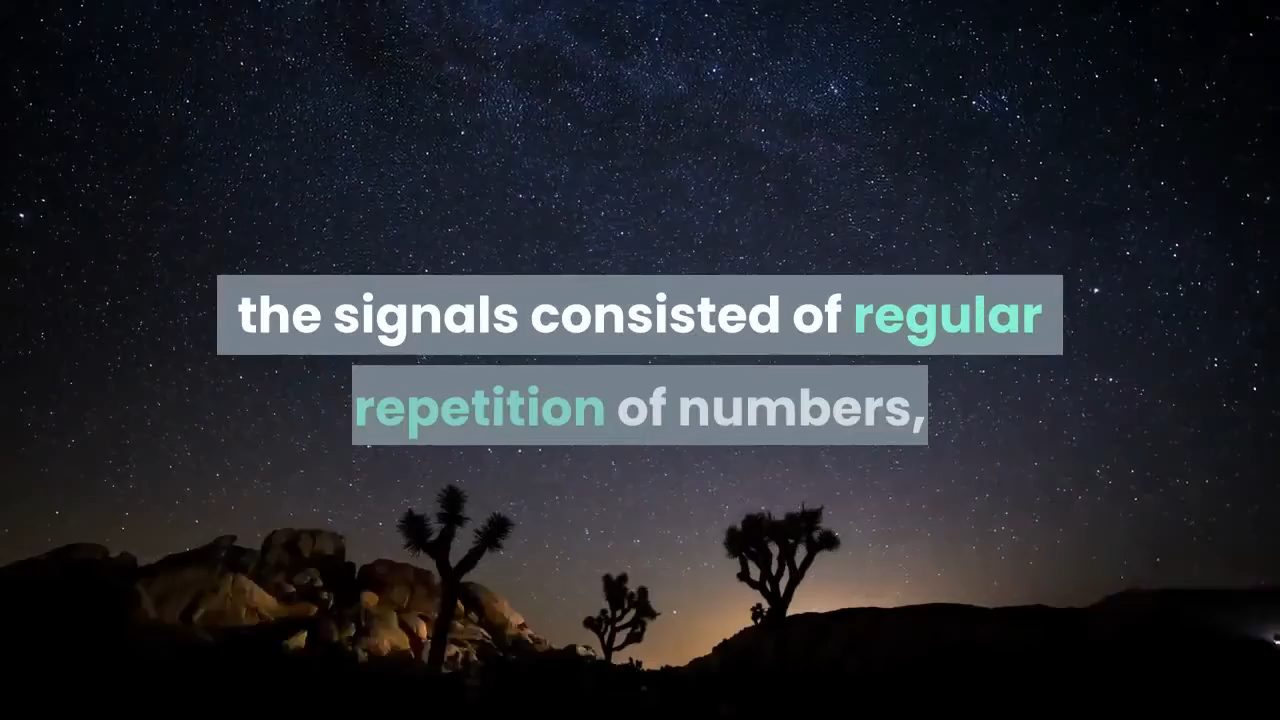 the signals consisted of regular
repetition of numbers,